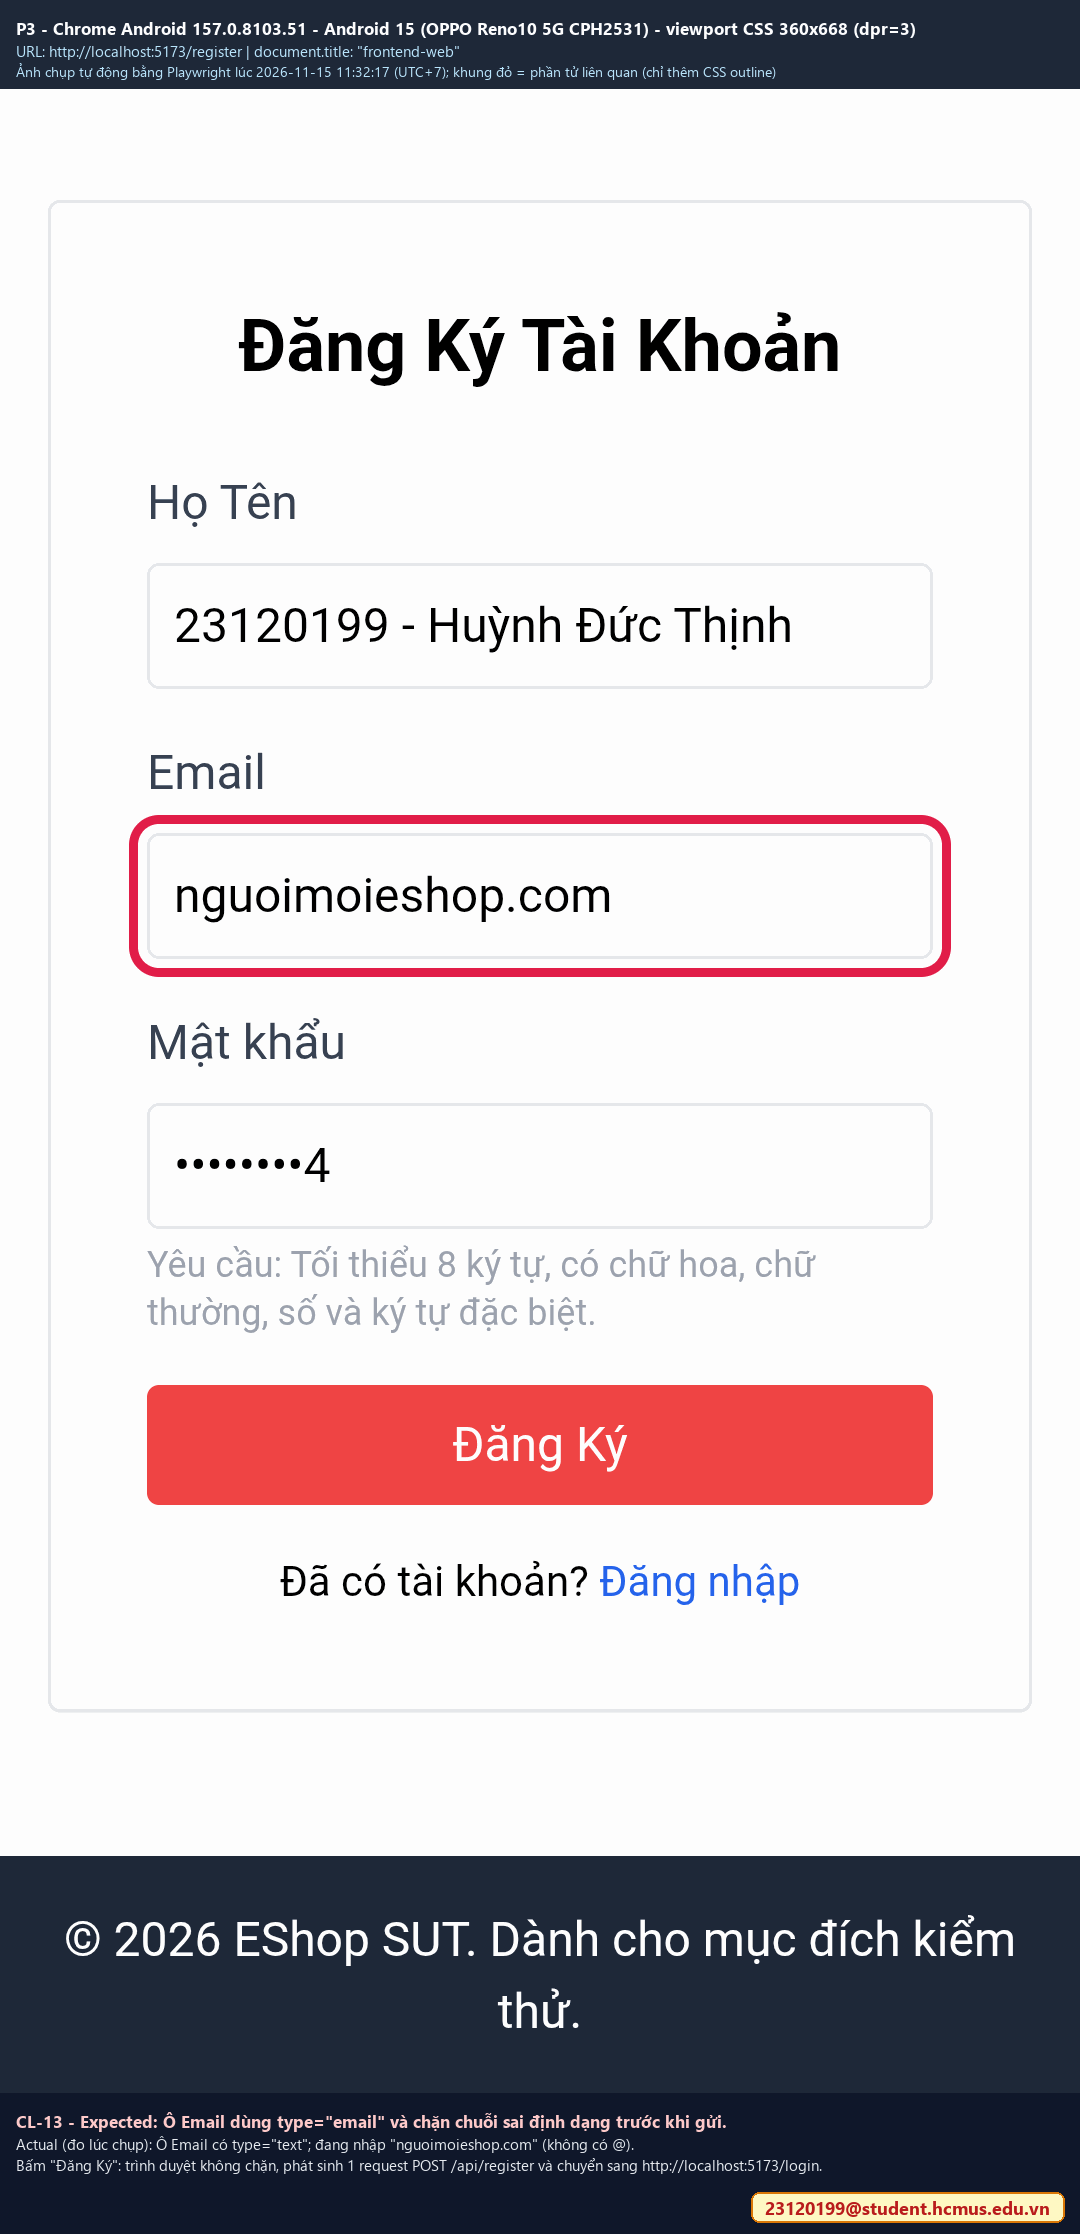 P3 - Chrome Android 157.0.8103.51 - Android 15 (OPPO Reno10 5G CPH2531) - viewport CSS 360x668 (dpr=3)
URL: http://localhost:5173/register | document.title: "frontend-web"
Ảnh chụp tự động bằng Playwright lúc 2026-11-15 11:32:17 (UTC+7); khung đỏ = phần tử liên quan (chỉ thêm CSS outline)
Đăng Ký Tài Khoản
Họ Tên
23120199 - Huỳnh Đức Thịnh
Email
nguoimoieshop.com
Mật khẩu
••••••••4
Yêu cầu: Tối thiểu 8 ký tự, có chữ hoa, chữ
thường, số và ký tự đặc biệt.
Đăng Ký
Đã có tài khoản? Đăng nhập
© 2026 EShop SUT. Dành cho mục đích kiểm
thử.
CL-13 - Expected: Ô Email dùng type="email" và chặn chuỗi sai định dạng trước khi gửi.
Actual (đo lúc chụp): Ô Email có type="text"; đang nhập "nguoimoieshop.com" (không có @).
Bấm "Đăng Ký": trình duyệt không chặn, phát sinh 1 request POST /api/register và chuyển sang http://localhost:5173/login.
23120199@student.hcmus.edu.vn